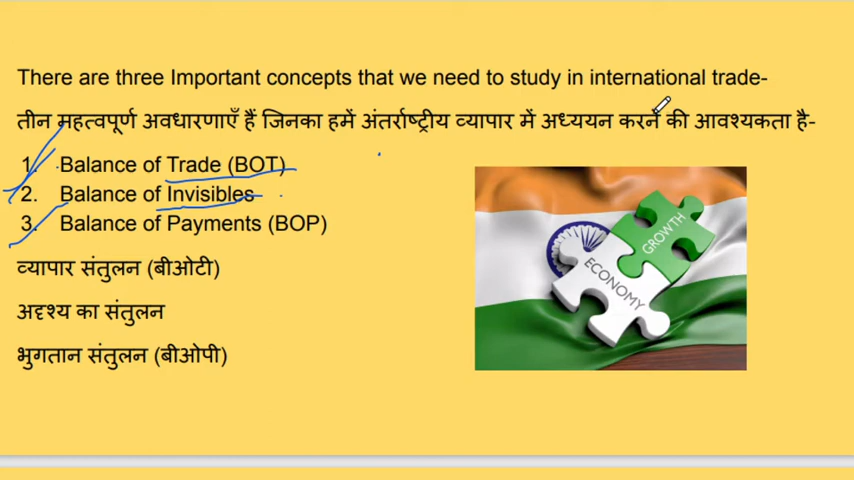 There are three Important concepts that we need to study in international trade-
तीन महत्वपूर्ण अवधारणाएँ हैं जिनका हमें अंतर्राष्ट्रीय व्यापार में अध्ययन करने की आवश्यकता है-
1. Balance of Trade (BOT)
2. Balance of Invisibles
3. Balance of Payments (BOP)
व्यापार संतुलन (बीओटी)
अदृश्य का संतुलन
भुगतान संतुलन (बीओपी)
GROWTH
ECONOMY